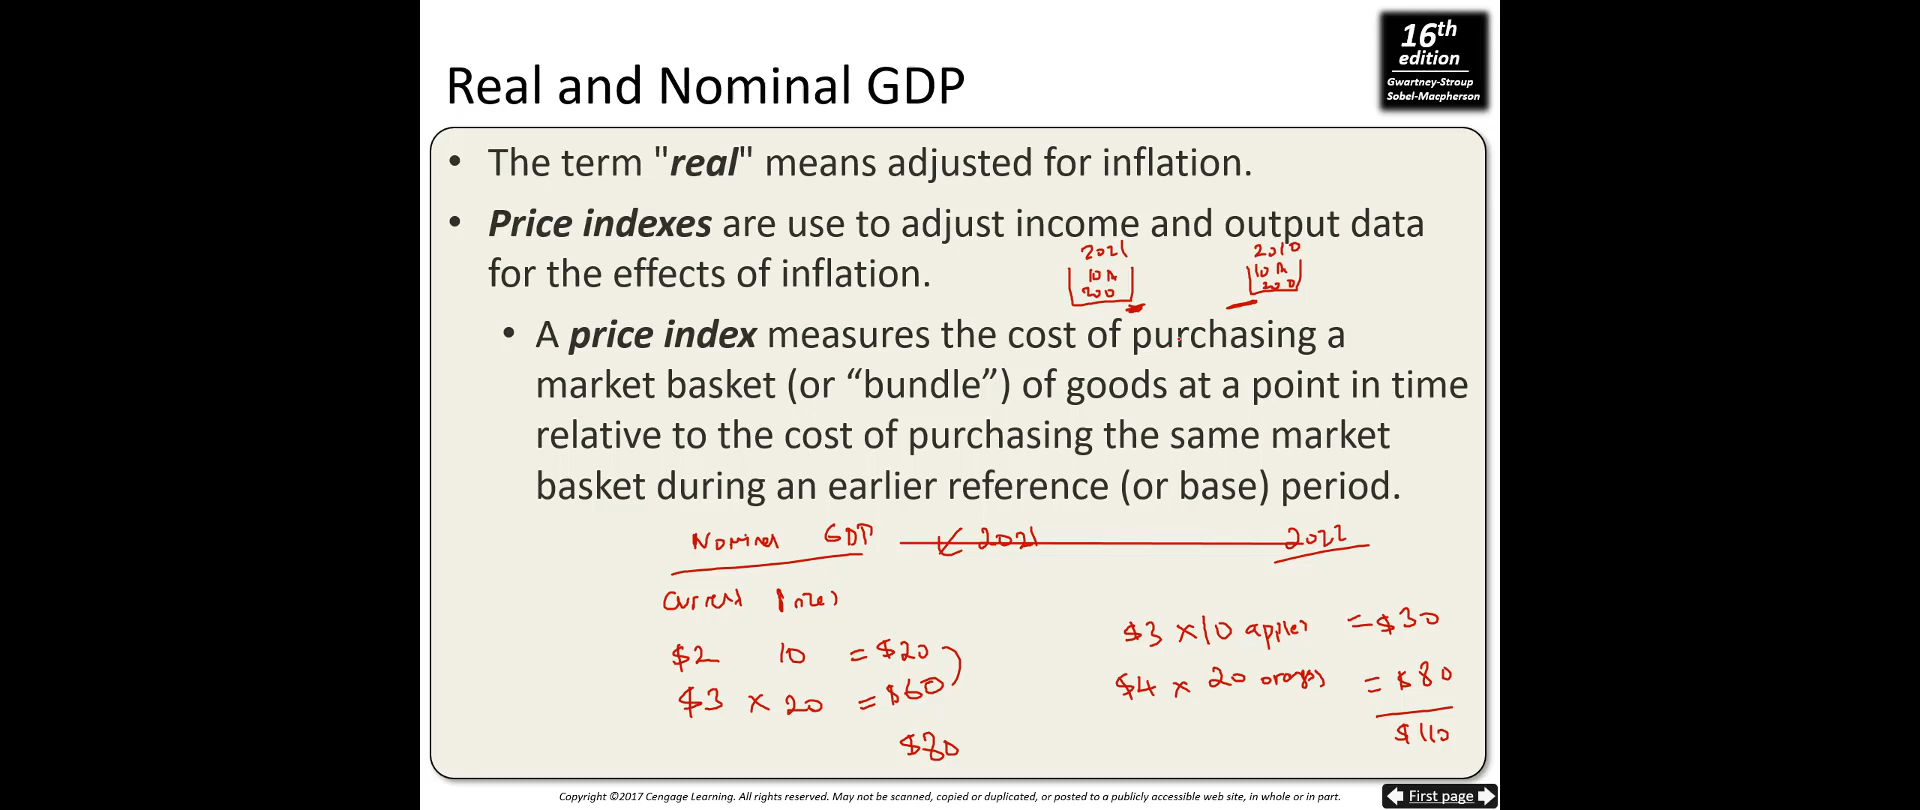 16th
edition
Gwartney-Stroup
Sobel-Macpherson
Real and Nominal GDP
• The term "real" means adjusted for inflation.
• Price indexes are use to adjust income and output data
for the effects of inflation.
2021
10 A
20 O
2010
10 A
20 O
• A price index measures the cost of purchasing a
market basket (or “bundle”) of goods at a point in time
relative to the cost of purchasing the same market
basket during an earlier reference (or base) period.
Nominal GDP 2021 2022
Current Prices
$2 10 = $20
$3 × 20 = $60
$80
$3 × 10 apples = $30
$4 × 20 oranges = $80
$110
Copyright ©2017 Cengage Learning. All rights reserved. May not be scanned, copied or duplicated, or posted to a publicly accessible web site, in whole or in part.
First page